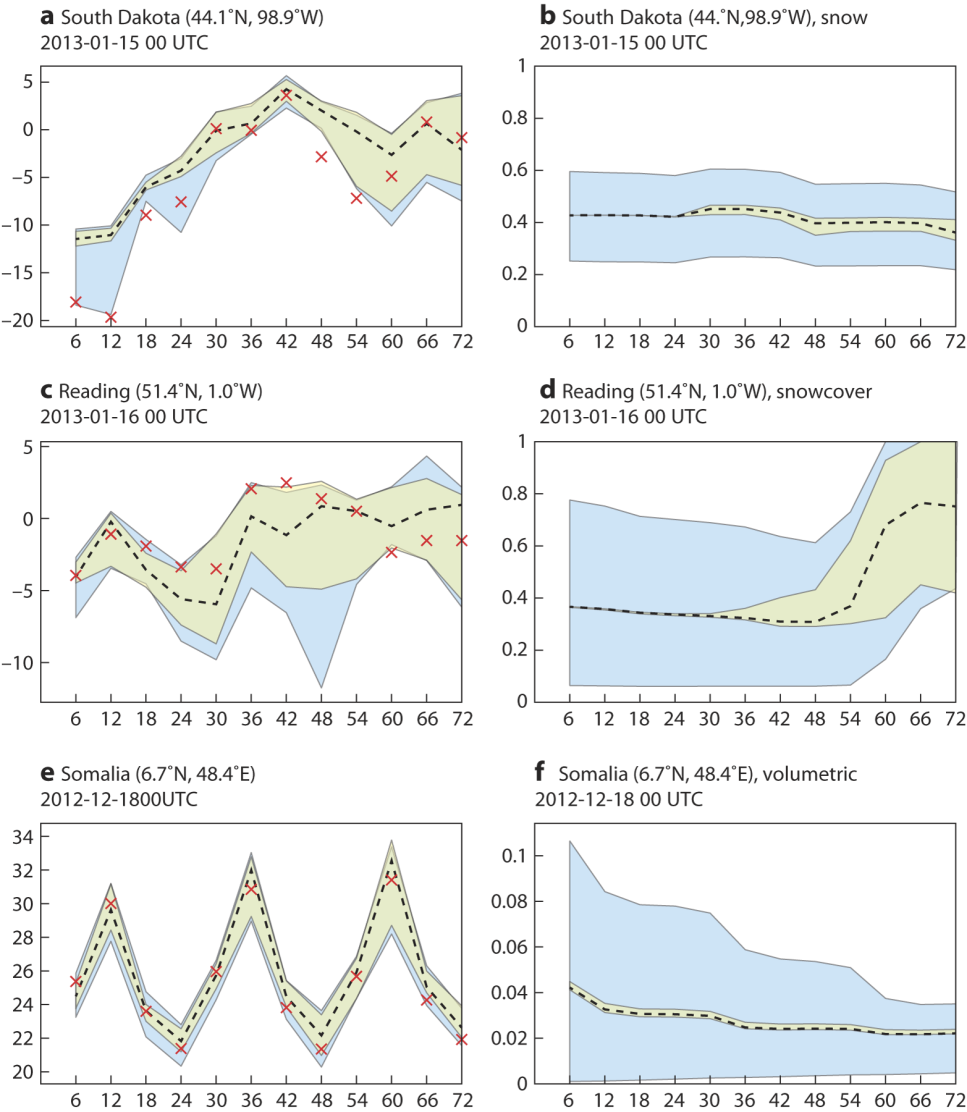 a South Dakota (44.1˚N, 98.9˚W)
2013-01-15 00 UTC
5
0
−5
−10
−15
−20
6 12 18 24 30 36 42 48 54 60 66 72
b South Dakota (44.˚N,98.9˚W), snow
2013-01-15 00 UTC
1
0.8
0.6
0.4
0.2
0
6 12 18 24 30 36 42 48 54 60 66 72
c Reading (51.4˚N, 1.0˚W)
2013-01-16 00 UTC
5
0
−5
−10
6 12 18 24 30 36 42 48 54 60 66 72
d Reading (51.4˚N, 1.0˚W), snowcover
2013-01-16 00 UTC
1
0.8
0.6
0.4
0.2
0
6 12 18 24 30 36 42 48 54 60 66 72
e Somalia (6.7˚N, 48.4˚E)
2012-12-1800UTC
34
32
30
28
26
24
22
20
6 12 18 24 30 36 42 48 54 60 66 72
f Somalia (6.7˚N, 48.4˚E), volumetric
2012-12-18 00 UTC
0.1
0.08
0.06
0.04
0.02
0
6 12 18 24 30 36 42 48 54 60 66 72